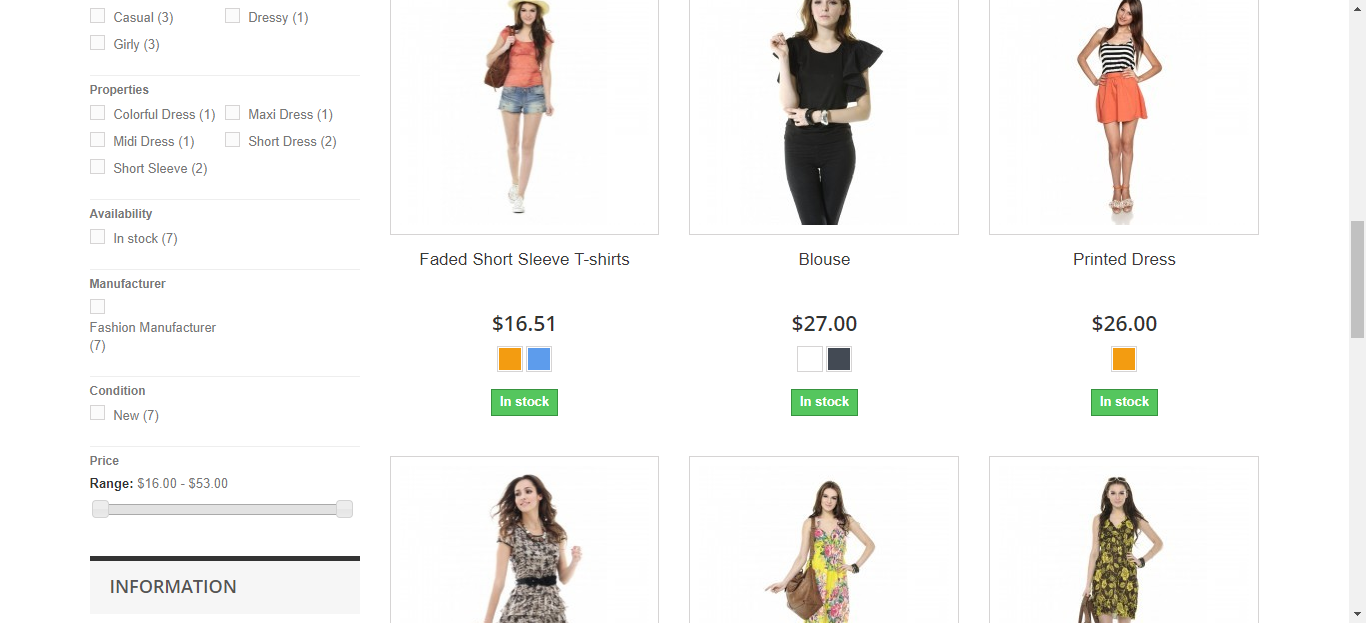 Casual (3) Dressy (1)
Girly (3)
Properties
Colorful Dress (1) Maxi Dress (1)
Midi Dress (1) Short Dress (2)
Short Sleeve (2)
Availability
In stock (7)
Manufacturer
Fashion Manufacturer
(7)
Condition
New (7)
Price
Range: $16.00 - $53.00
INFORMATION
Faded Short Sleeve T-shirts
$16.51
In stock
Blouse
$27.00
In stock
Printed Dress
$26.00
In stock